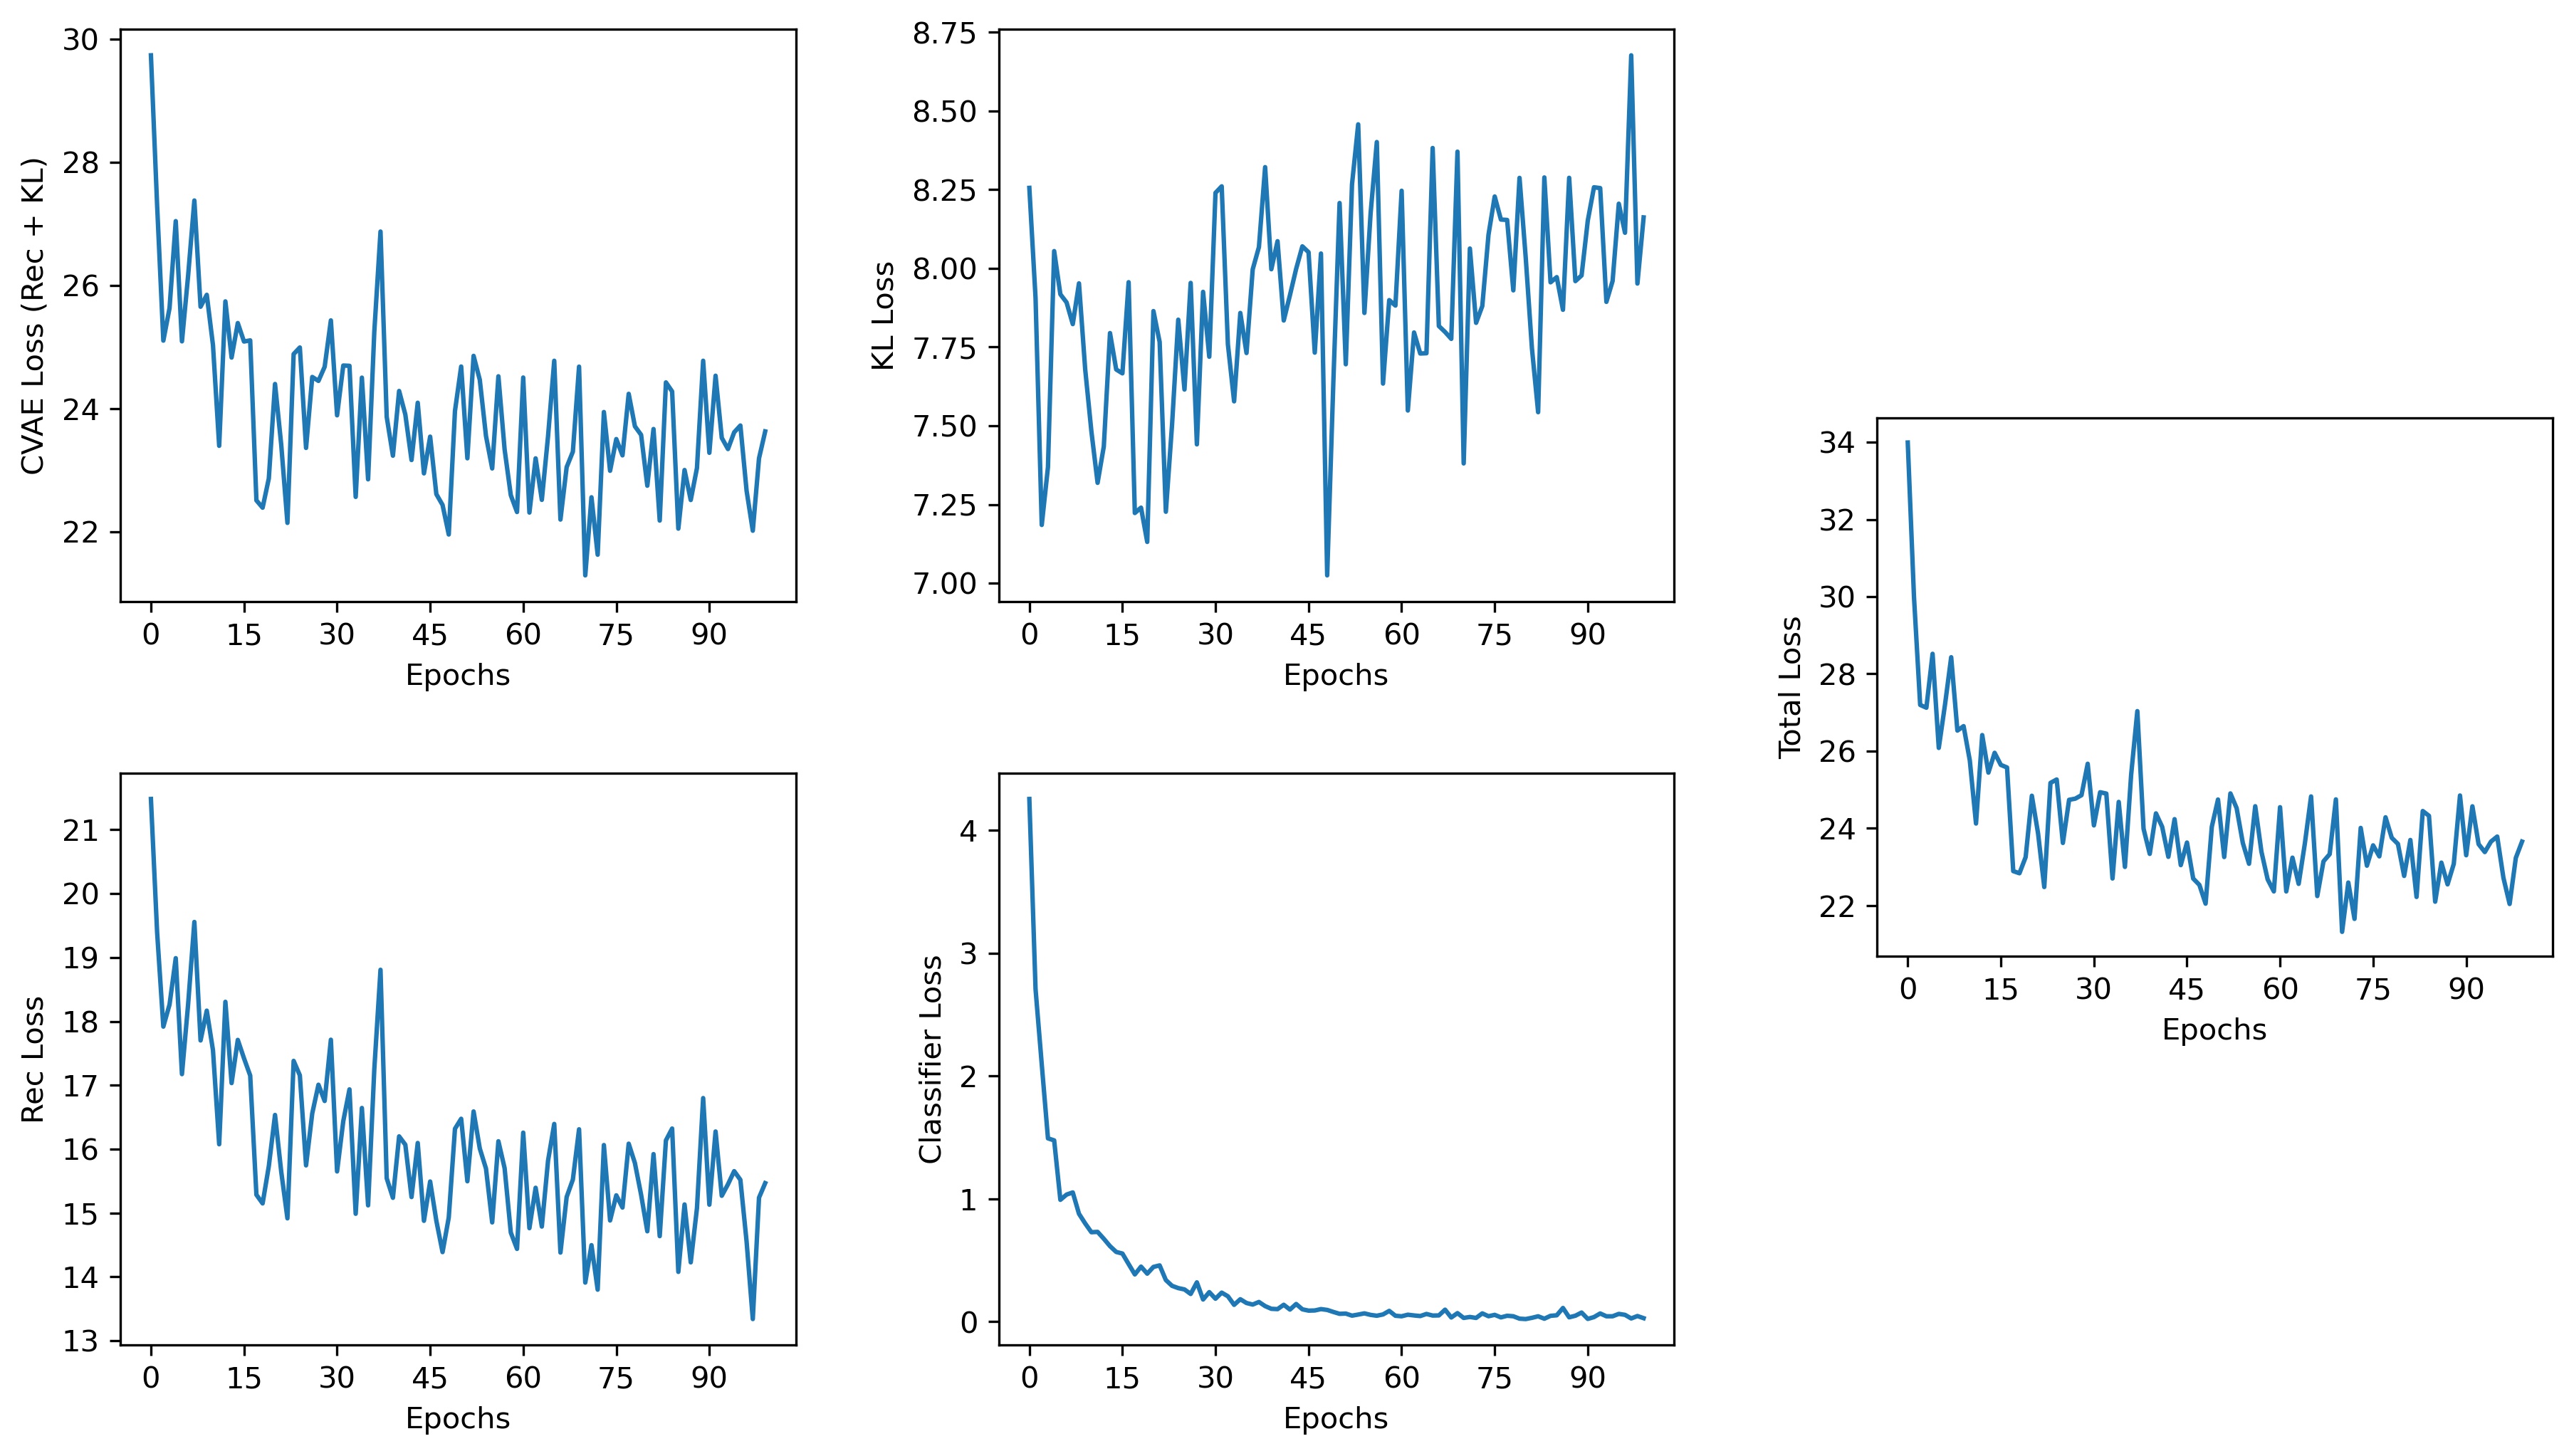 CVAE Loss (Rec + KL)
30
28
26
24
22
0 15 30 45 60 75 90
Epochs
KL Loss
8.75
8.50
8.25
8.00
7.75
7.50
7.25
7.00
0 15 30 45 60 75 90
Epochs
Rec Loss
21
20
19
18
17
16
15
14
13
0 15 30 45 60 75 90
Epochs
Classifier Loss
4
3
2
1
0
0 15 30 45 60 75 90
Epochs
Total Loss
34
32
30
28
26
24
22
0 15 30 45 60 75 90
Epochs